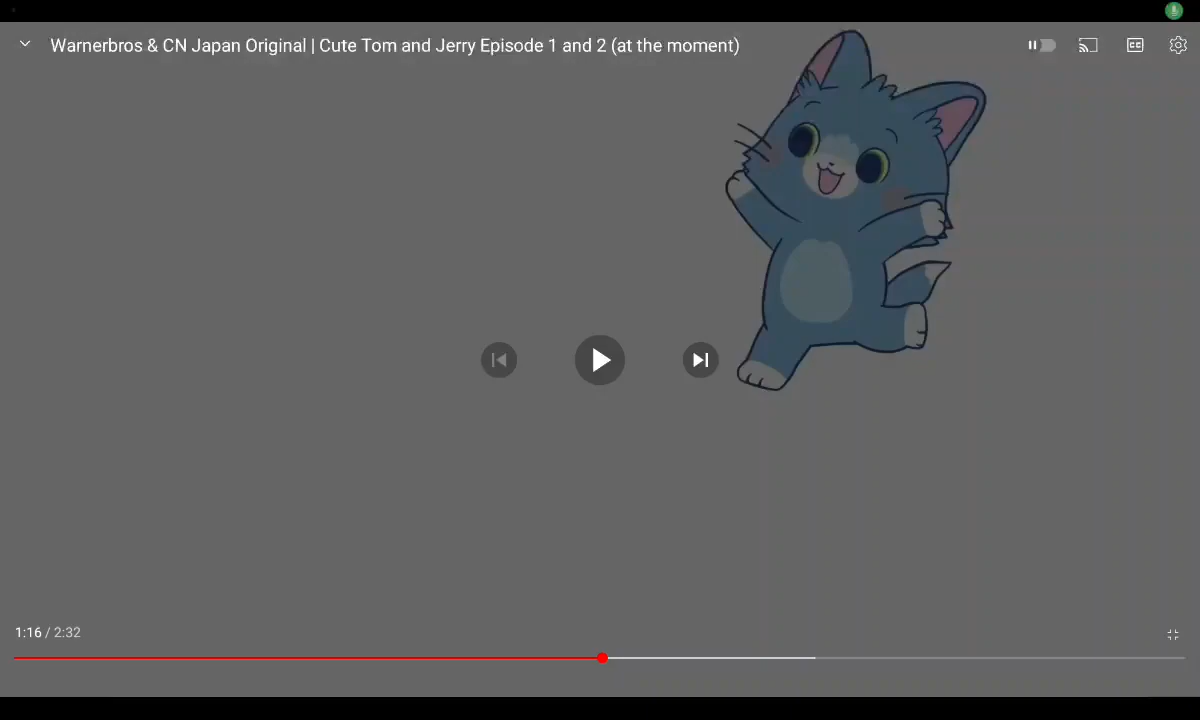 Warnerbros & CN Japan Original | Cute Tom and Jerry Episode 1 and 2 (at the moment)
CC
1:16 / 2:32